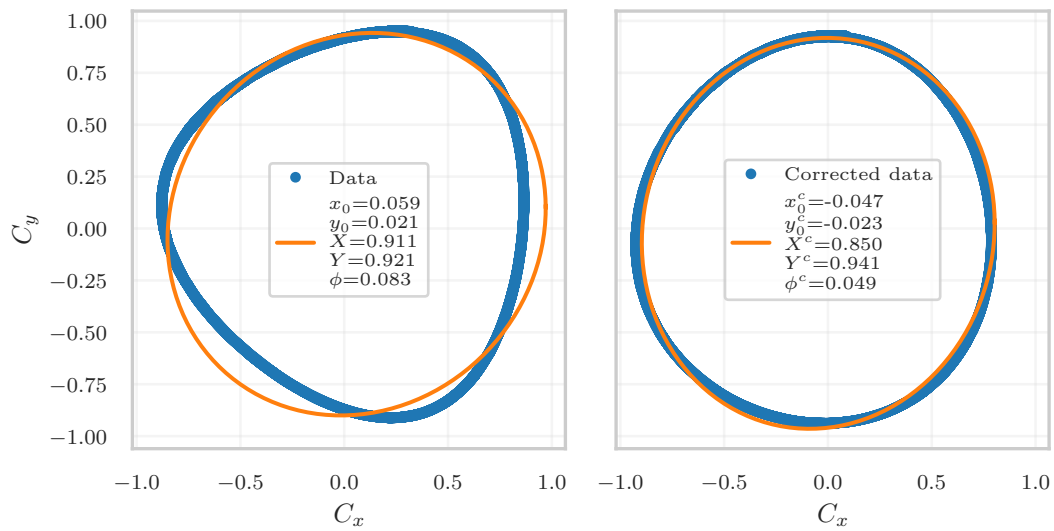 1.00
0.75
0.50
0.25
0.00
−0.25
−0.50
−0.75
−1.00
C_y
Data
x_0=0.059
y_0=0.021
X=0.911
Y=0.921
ϕ=0.083
−1.0 −0.5 0.0 0.5 1.0
C_x
Corrected data
x_0^c=-0.047
y_0^c=-0.023
X^c=0.850
Y^c=0.941
ϕ^c=0.049
−1.0 −0.5 0.0 0.5 1.0
C_x